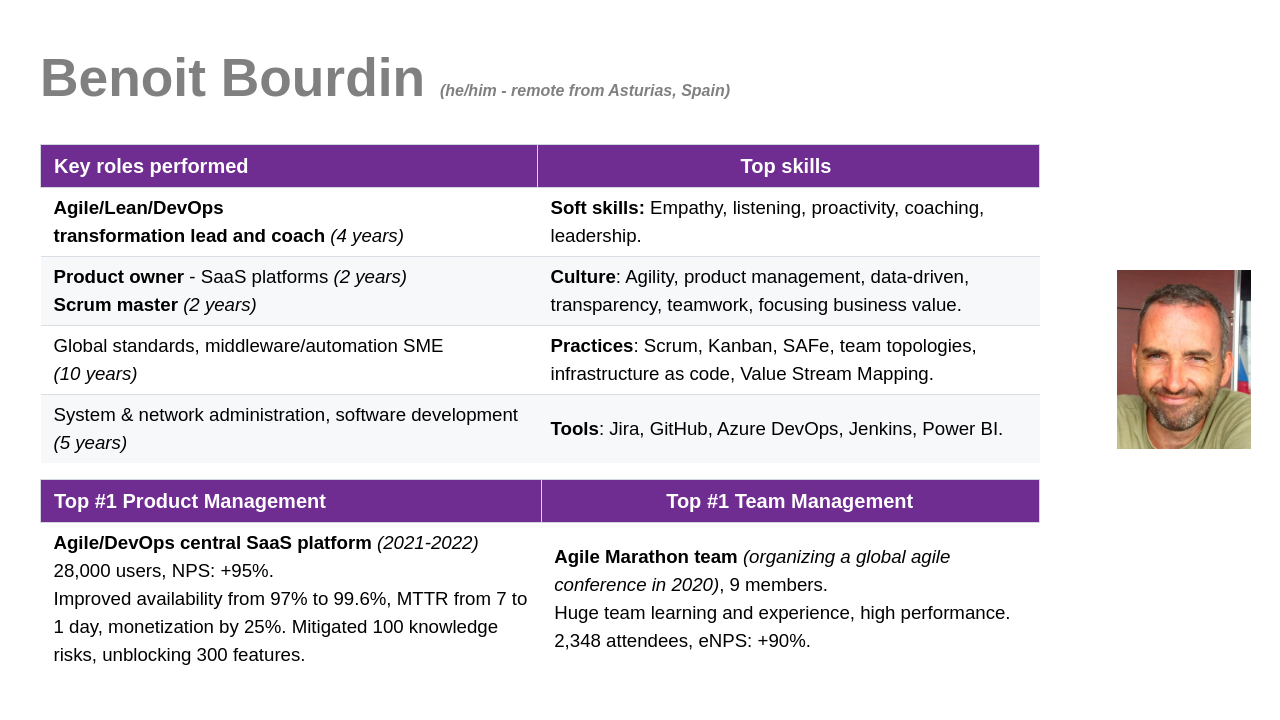 Benoit Bourdin (he/him - remote from Asturias, Spain)
Key roles performed
Top skills
Agile/Lean/DevOps
transformation lead and coach (4 years)
Soft skills: Empathy, listening, proactivity, coaching,
leadership.
Product owner - SaaS platforms (2 years)
Scrum master (2 years)
Culture: Agility, product management, data-driven,
transparency, teamwork, focusing business value.
Global standards, middleware/automation SME
(10 years)
Practices: Scrum, Kanban, SAFe, team topologies,
infrastructure as code, Value Stream Mapping.
System & network administration, software development
(5 years)
Tools: Jira, GitHub, Azure DevOps, Jenkins, Power BI.
Top #1 Product Management
Top #1 Team Management
Agile/DevOps central SaaS platform (2021-2022)
28,000 users, NPS: +95%.
Improved availability from 97% to 99.6%, MTTR from 7 to
1 day, monetization by 25%. Mitigated 100 knowledge
risks, unblocking 300 features.
Agile Marathon team (organizing a global agile
conference in 2020), 9 members.
Huge team learning and experience, high performance.
2,348 attendees, eNPS: +90%.